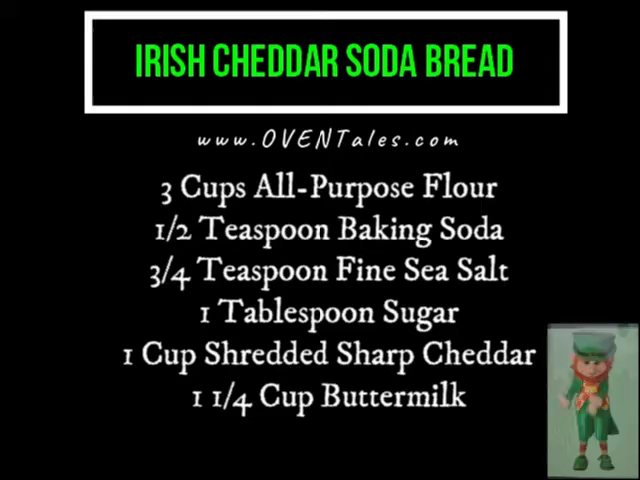 IRISH CHEDDAR SODA BREAD
www.OVENTales.com
3 Cups All-Purpose Flour
1/2 Teaspoon Baking Soda
3/4 Teaspoon Fine Sea Salt
1 Tablespoon Sugar
1 Cup Shredded Sharp Cheddar
1 1/4 Cup Buttermilk